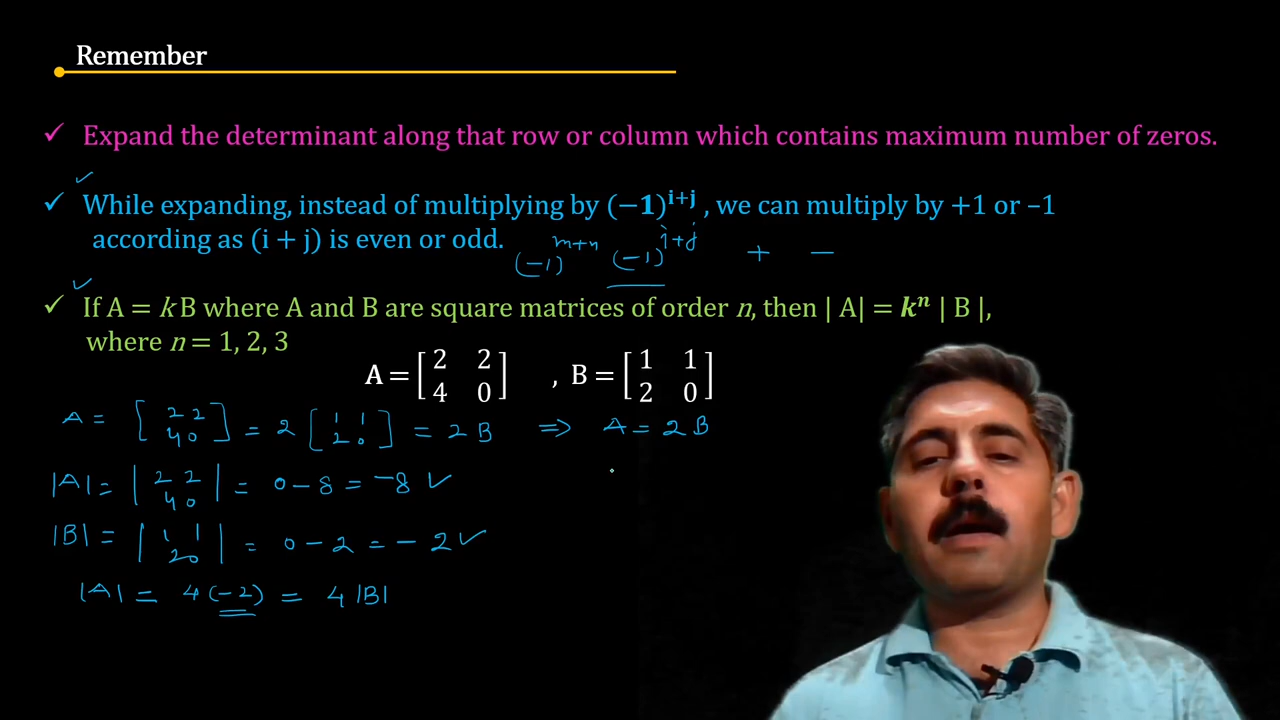 Remember
✓ Expand the determinant along that row or column which contains maximum number of zeros.
✓ While expanding, instead of multiplying by (−1)^{i+j} , we can multiply by +1 or –1
according as (i + j) is even or odd.
(−1)^{m+n} (−1)^{i+j} + −
✓ If A = k B where A and B are square matrices of order n, then | A| = k^n | B |,
where n = 1, 2, 3
A = [2 2; 4 0] , B = [1 1; 2 0]
A = [2 2; 4 0] = 2 [1 1; 2 0] = 2 B ⇒ A = 2 B
|A| = |2 2; 4 0| = 0 − 8 = −8 ✓
|B| = |1 1; 2 0| = 0 − 2 = − 2 ✓
|A| = 4 (−2) = 4 |B|